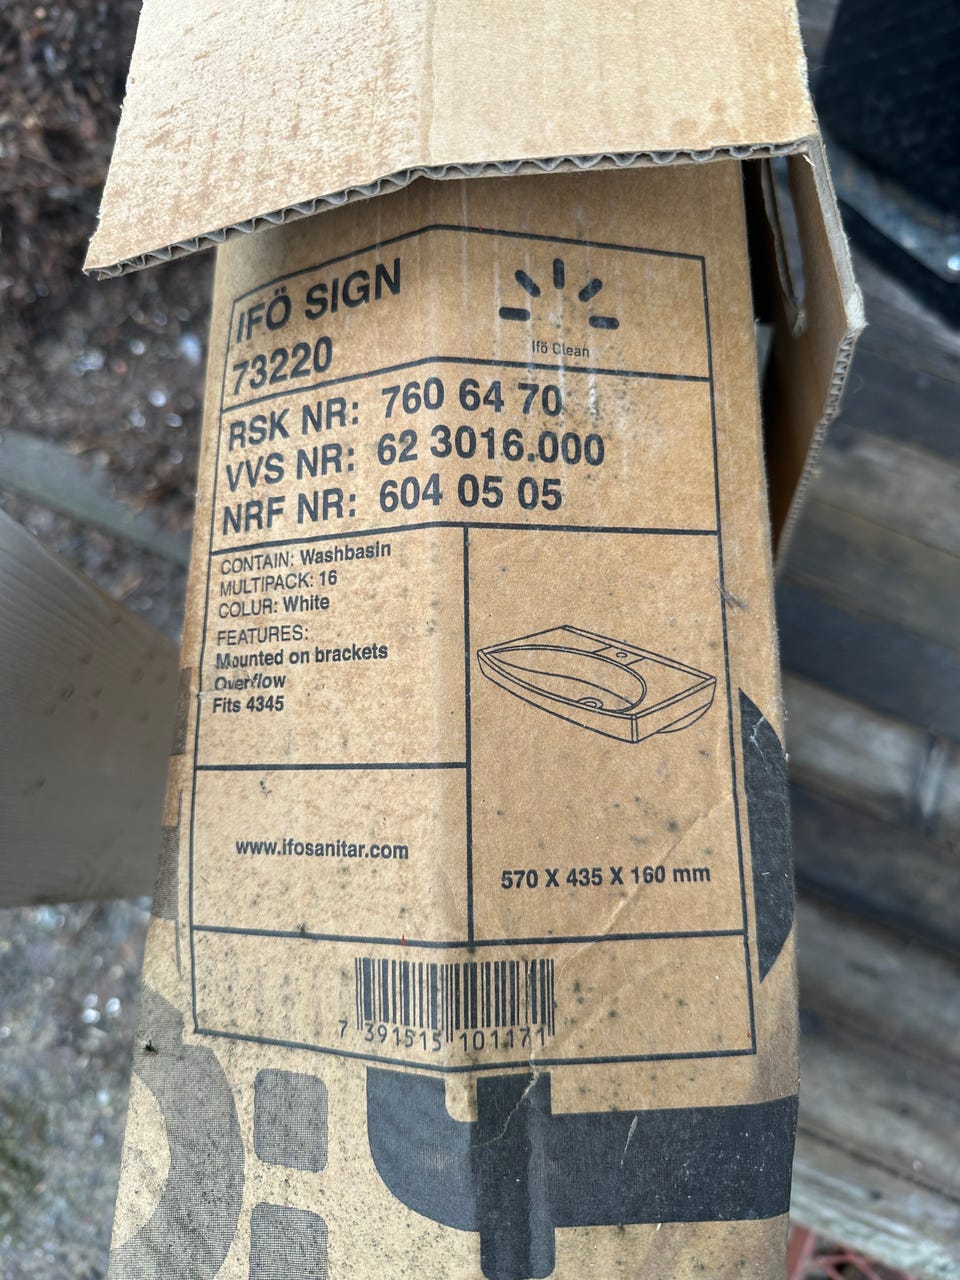 IFÖ SIGN
73220
Ifö Clean
RSK NR: 760 64 70
VVS NR: 62 3016.000
NRF NR: 604 05 05
CONTAIN: Washbasin
MULTIPACK: 16
COLUR: White
FEATURES:
Mounted on brackets
Overflow
Fits 4345
www.ifosanitar.com
570 X 435 X 160 mm
7 391515 101171